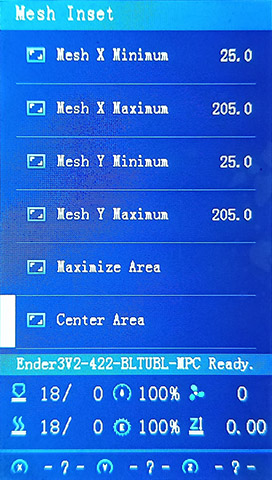 Mesh Inset
Mesh X Minimum 25.0
Mesh X Maximum 205.0
Mesh Y Minimum 25.0
Mesh Y Maximum 205.0
Maximize Area
Center Area
Ender3V2-422-BLTUBL-MPC Ready.
18/ 0 100% 0
18/ 0 E 100% Z 0.00
X -?- Y -?- Z -?-